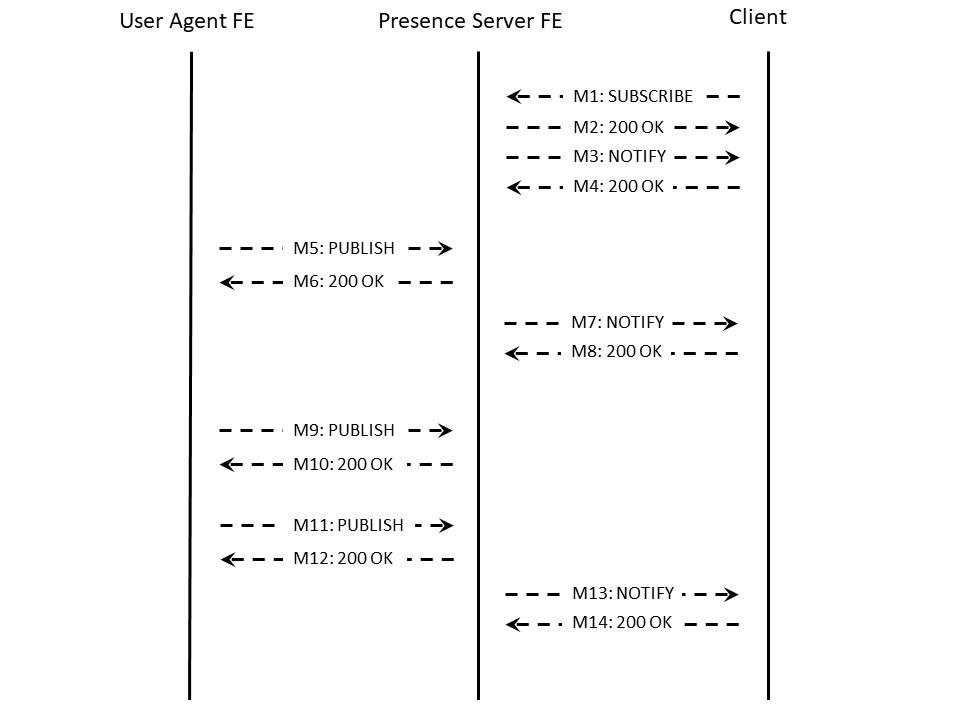 User Agent FE
Presence Server FE
Client
M1: SUBSCRIBE
M2: 200 OK
M3: NOTIFY
M4: 200 OK
M5: PUBLISH
M6: 200 OK
M7: NOTIFY
M8: 200 OK
M9: PUBLISH
M10: 200 OK
M11: PUBLISH
M12: 200 OK
M13: NOTIFY
M14: 200 OK